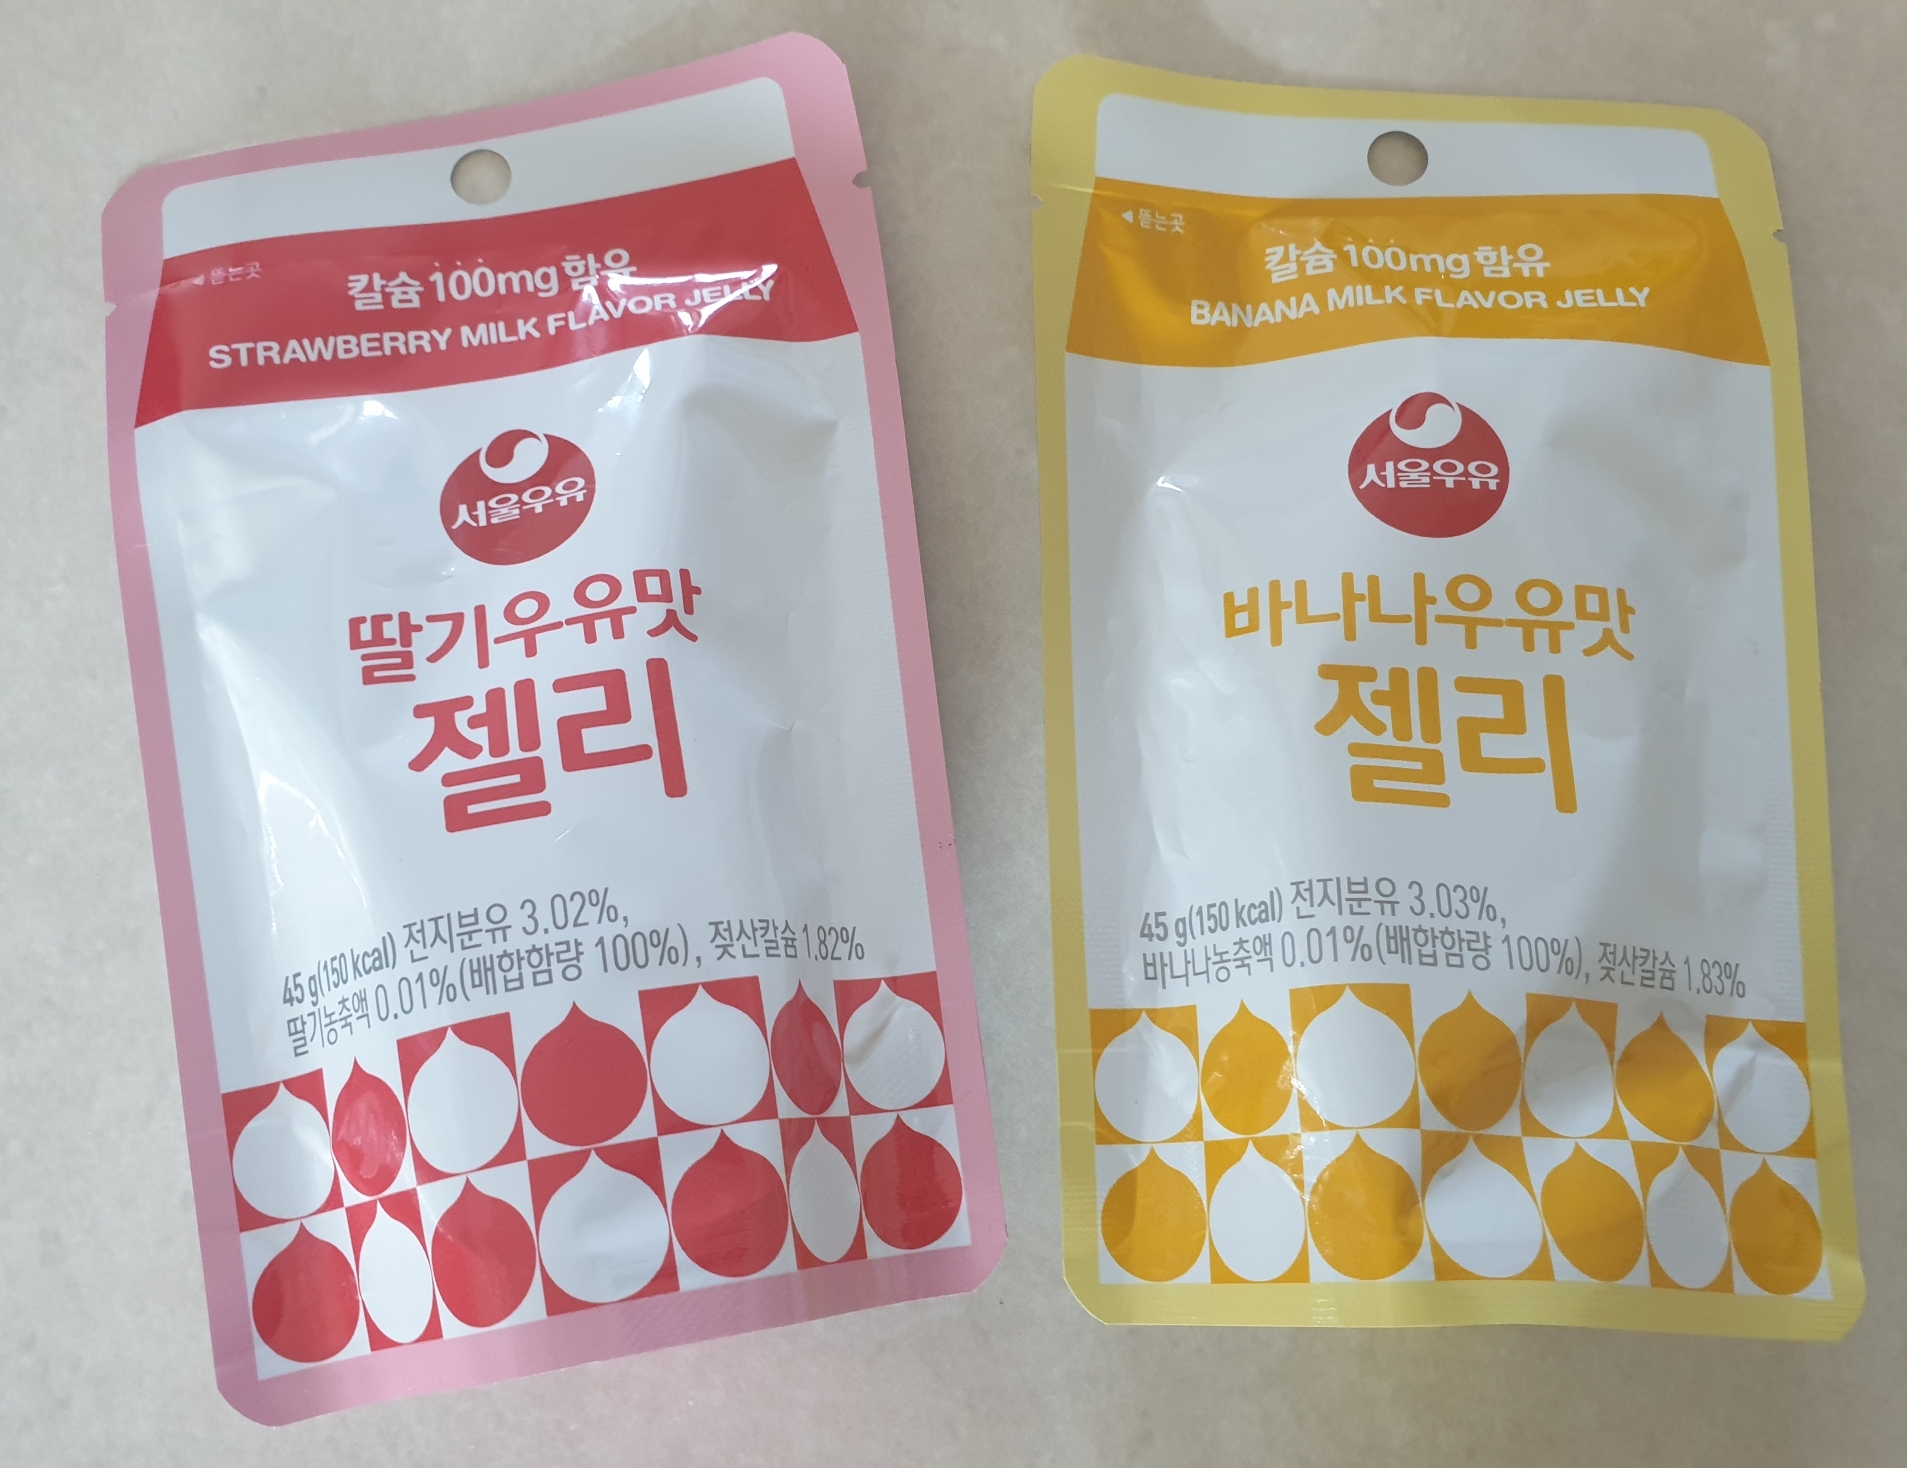 ◀ 뜯는곳
칼슘 100mg 함유
STRAWBERRY MILK FLAVOR JELLY
서울우유
딸기우유맛
젤리
45 g(150 kcal) 전지분유 3.02%,
딸기농축액 0.01%(배합함량 100%), 젖산칼슘 1.82%
◀ 뜯는곳
칼슘 100mg 함유
BANANA MILK FLAVOR JELLY
서울우유
바나나우유맛
젤리
45 g(150 kcal) 전지분유 3.03%,
바나나농축액 0.01%(배합함량 100%), 젖산칼슘 1.83%